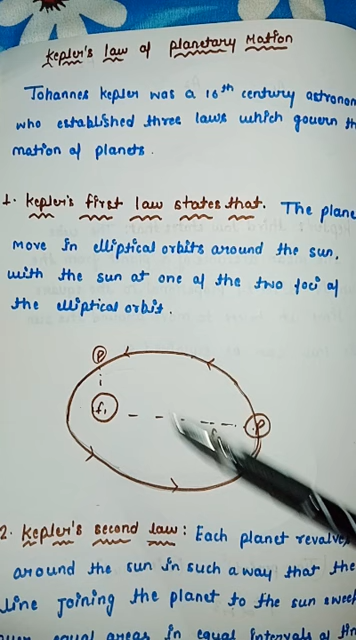 Kepler's law of planetary Mation
Johannes kepler was a 16th century astronom
who established three laws which govern th
mation of planets.
1. kepler's first law states that. The plane
move in elliptical orbits around the sun,
with the sun at one of the two foci of
the elliptical orbit.
P
f1
P
2. kepler's second law: Each planet revalve
around the sun in such a way that the
line joining the planet to the sun sweep
equal areas in equal intervals of tim